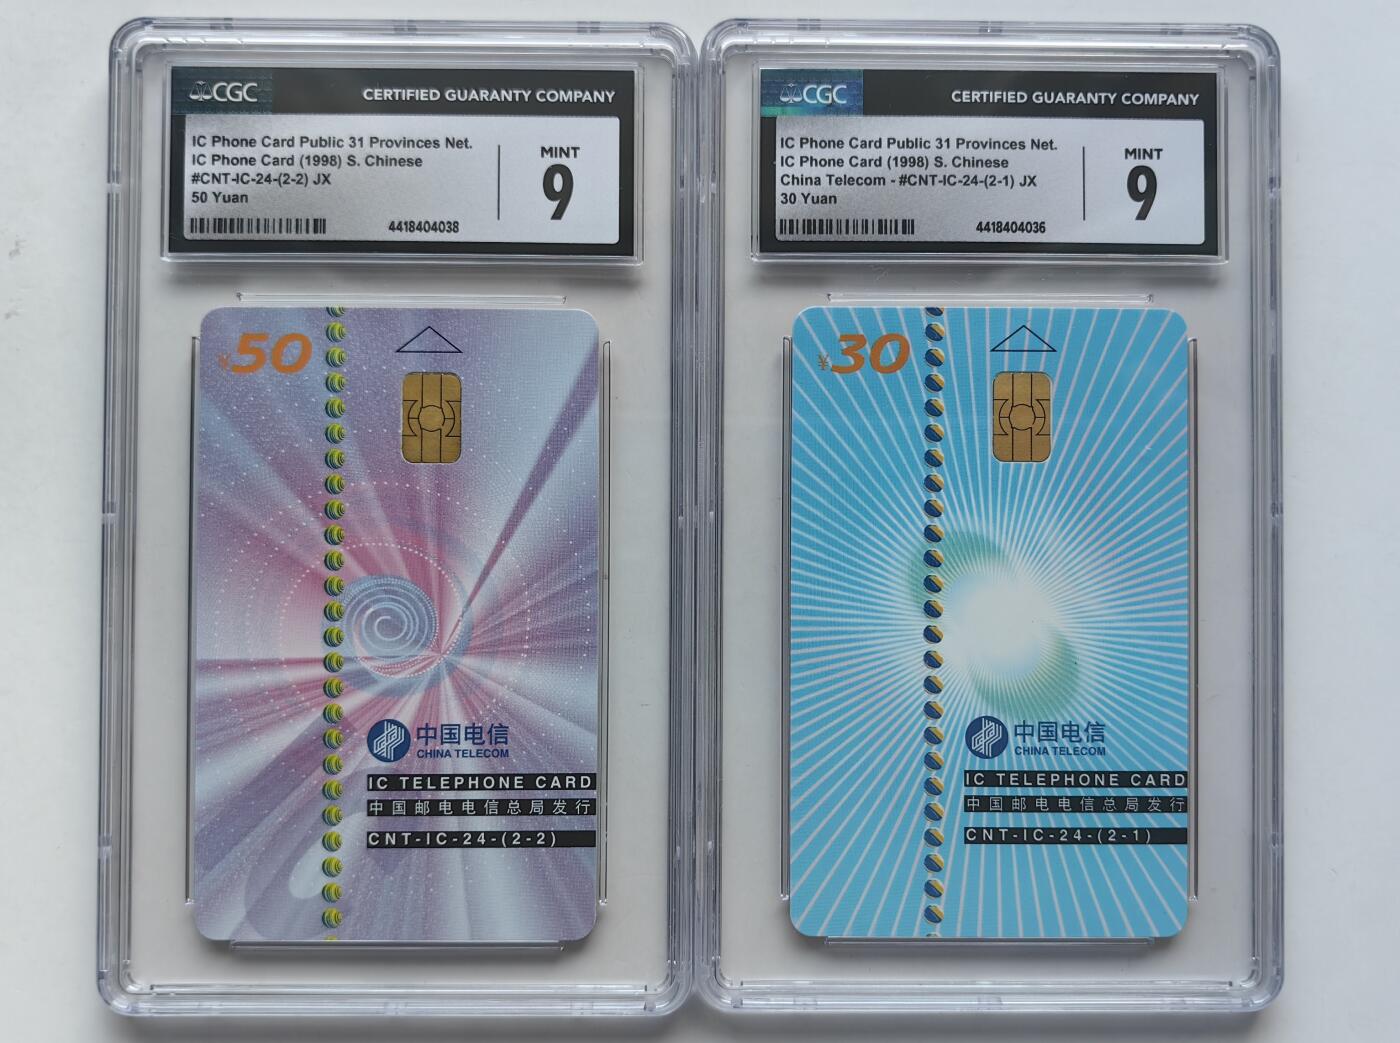 CGC
CERTIFIED GUARANTY COMPANY
IC Phone Card Public 31 Provinces Net.
IC Phone Card (1998) S. Chinese
#CNT-IC-24-(2-2) JX
50 Yuan
4418404038
MINT
9
¥50
中国电信
CHINA TELECOM
IC TELEPHONE CARD
中国邮电电信总局发行
CNT-IC-24-(2-2)
CGC
CERTIFIED GUARANTY COMPANY
IC Phone Card Public 31 Provinces Net.
IC Phone Card (1998) S. Chinese
China Telecom - #CNT-IC-24-(2-1) JX
30 Yuan
4418404036
MINT
9
¥30
中国电信
CHINA TELECOM
IC TELEPHONE CARD
中国邮电电信总局发行
CNT-IC-24-(2-1)